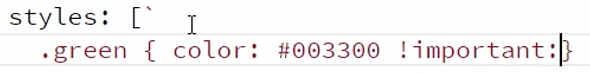 styles: [`
.green { color: #003300 !important:}